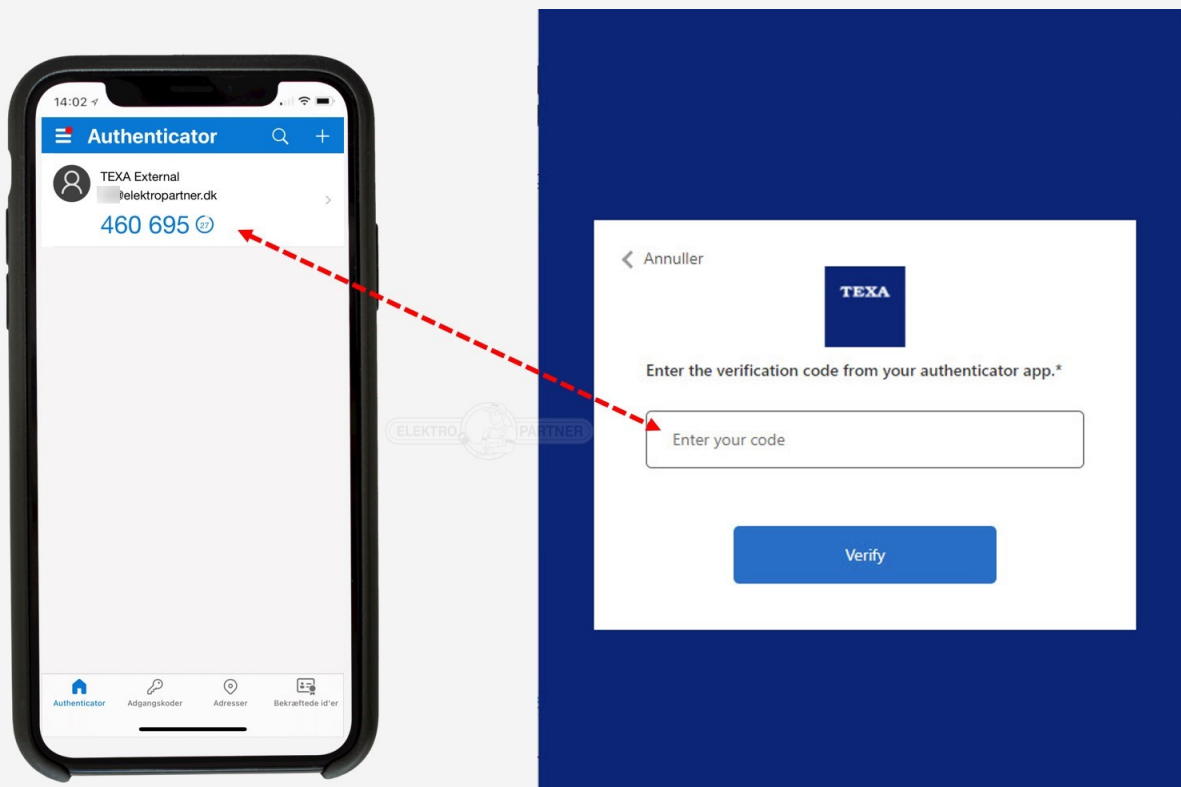 14:02
Authenticator
TEXA External
@elektropartner.dk
460 695 27
Authenticator Adgangskoder Adresser Bekræftede id'er
ELEKTRO PARTNER
Annuller
TEXA
Enter the verification code from your authenticator app.*
Enter your code
Verify